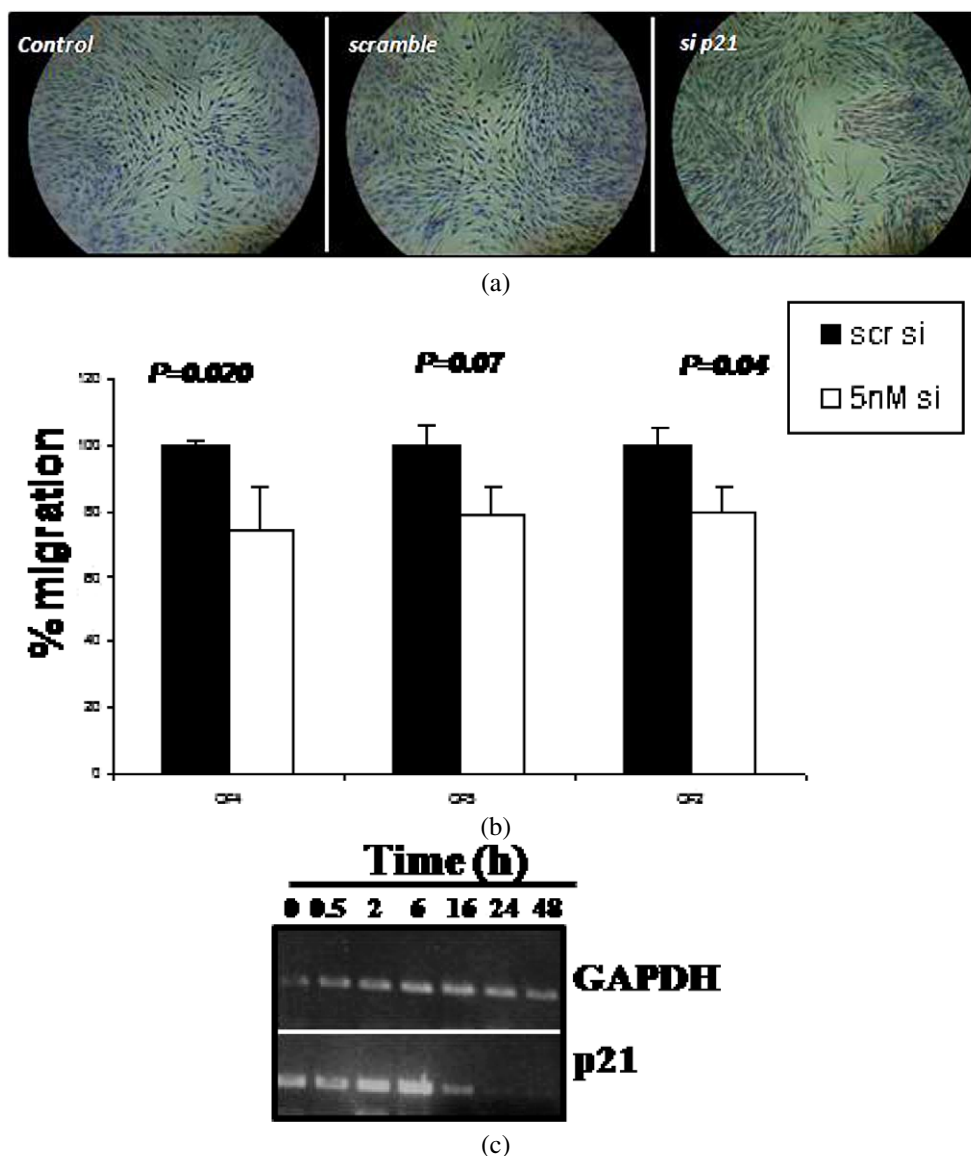 Control scramble si p21
(a)
scr si
5nM si
P=0.020 P=0.07 P=0.04
% migration
120
100
80
60
40
20
0
(b)
Time (h)
0 0.5 2 6 16 24 48
GAPDH
p21
(c)